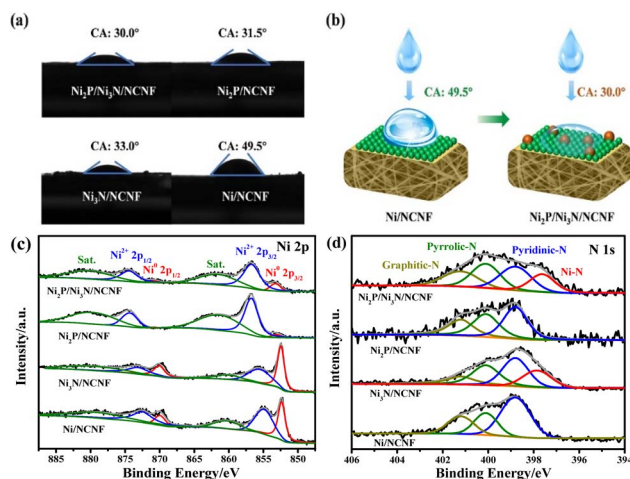 (a)
CA: 30.0°
CA: 31.5°
Ni₂P/Ni₃N/NCNF
Ni₂P/NCNF
CA: 33.0°
CA: 49.5°
Ni₃N/NCNF
Ni/NCNF
(b)
CA: 49.5°
CA: 30.0°
Ni/NCNF
Ni₂P/Ni₃N/NCNF
(c)
Ni 2p
Sat.
Ni²⁺ 2p₁/₂
Ni⁰ 2p₁/₂
Sat.
Ni²⁺ 2p₃/₂
Ni⁰ 2p₃/₂
Ni₂P/Ni₃N/NCNF
Ni₂P/NCNF
Ni₃N/NCNF
Ni/NCNF
Intensity/a.u.
885 880 875 870 865 860 855 850
Binding Energy/eV
(d)
N 1s
Pyrrolic-N
Pyridinic-N
Graphitic-N
Ni-N
Ni₂P/Ni₃N/NCNF
Ni₂P/NCNF
Ni₃N/NCNF
Ni/NCNF
Intensity/a.u.
406 404 402 400 398 396 394
Binding Energy/eV